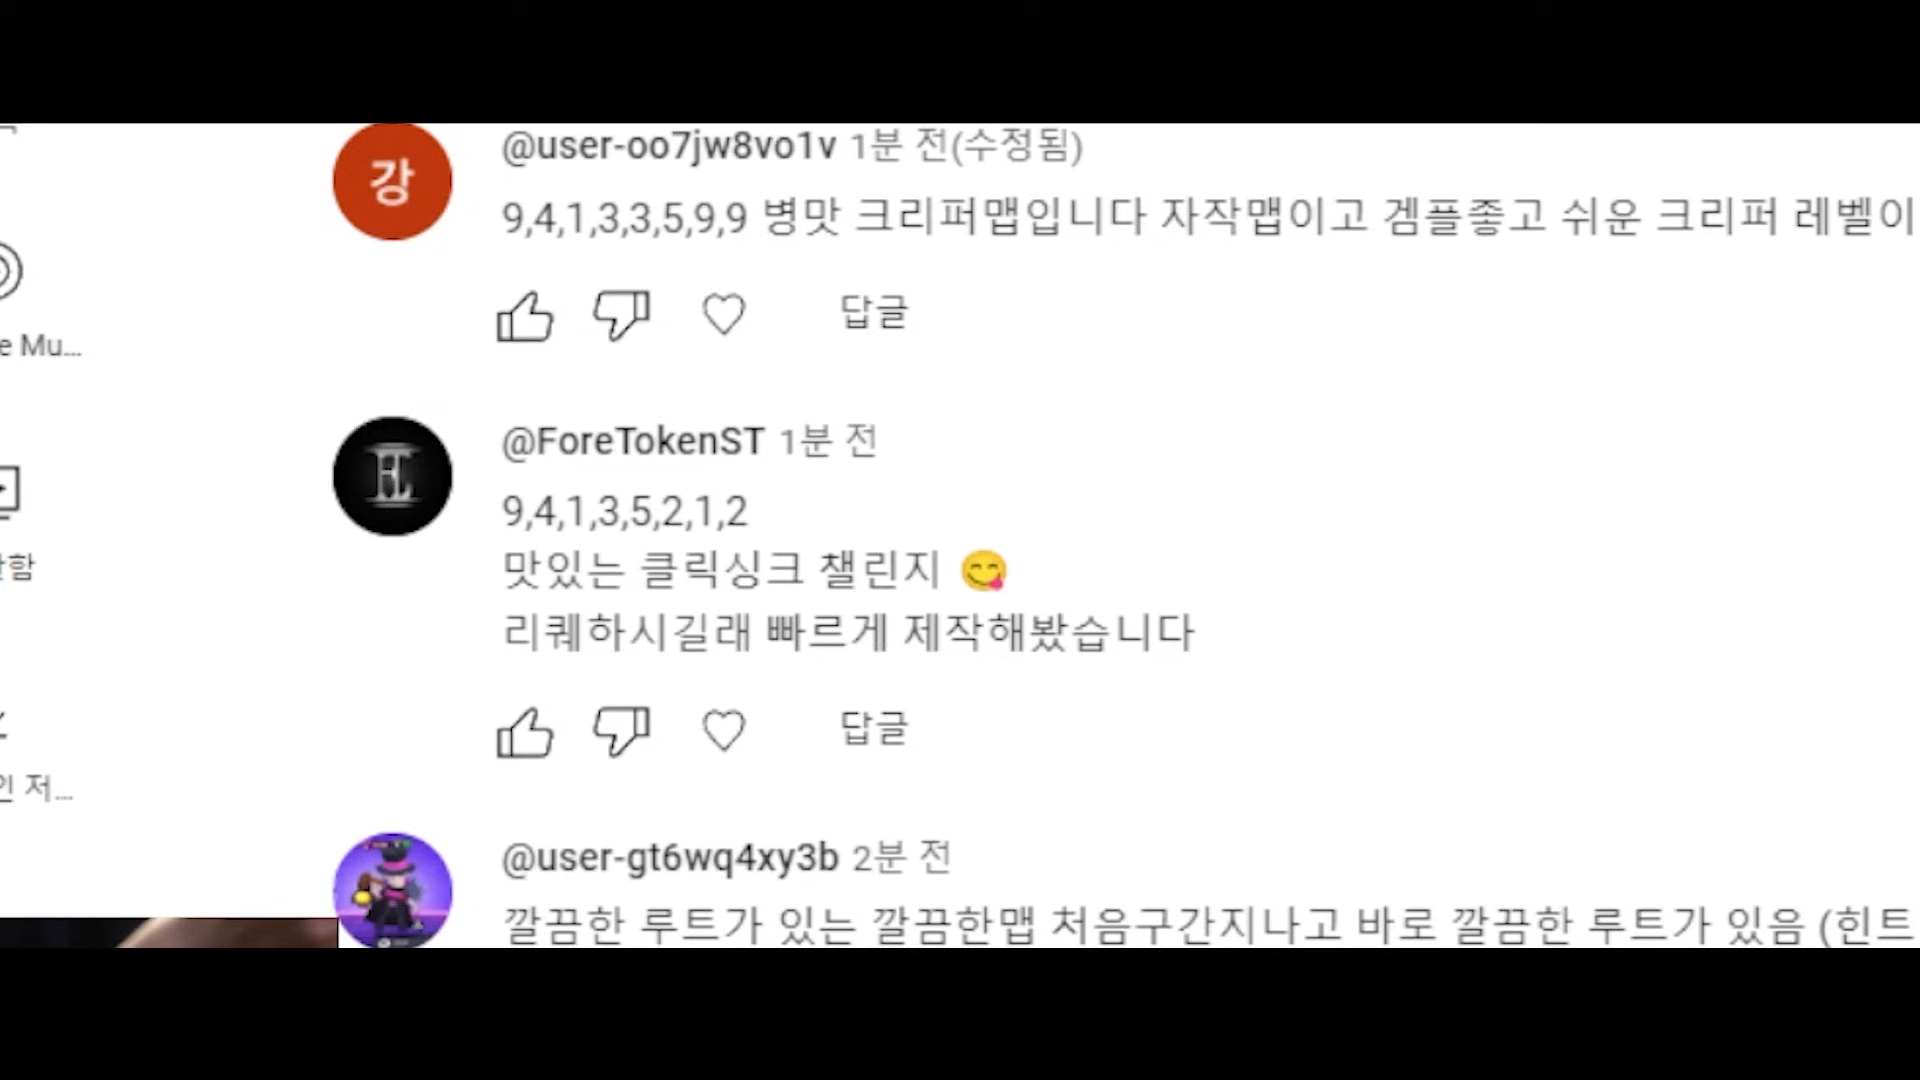 @user-oo7jw8vo1v 1분 전(수정됨)
강
9,4,1,3,3,5,9,9 병맛 크리퍼맵입니다 자작맵이고 겜플좋고 쉬운 크리퍼 레벨이
답글
e Mu...
@ForeTokenST 1분 전
9,4,1,3,5,2,1,2
맛있는 클릭싱크 챌린지 😋
리퀘하시길래 빠르게 제작해봤습니다
함
답글
인 저...
@user-gt6wq4xy3b 2분 전
깔끔한 루트가 있는 깔끔한맵 처음구간지나고 바로 깔끔한 루트가 있음 (힌트